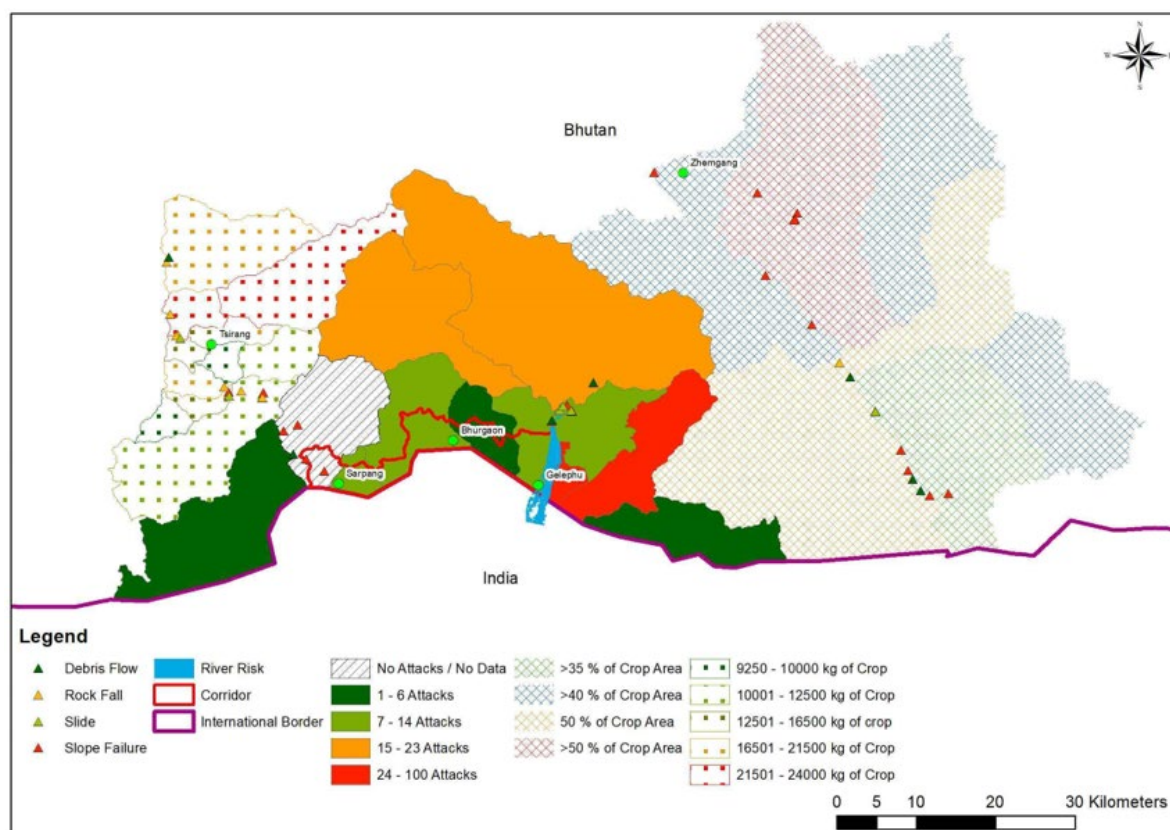 N
W
S
Bhutan
Zhemgang
Tsirang
Bhurgaon
Sarpang
Gelephu
India
Legend
Debris Flow
Rock Fall
Slide
Slope Failure
River Risk
Corridor
International Border
No Attacks / No Data
1 - 6 Attacks
7 - 14 Attacks
15 - 23 Attacks
24 - 100 Attacks
>35 % of Crop Area
>40 % of Crop Area
50 % of Crop Area
>50 % of Crop Area
9250 - 10000 kg of Crop
10001 - 12500 kg of Crop
12501 - 16500 kg of crop
16501 - 21500 kg of Crop
21501 - 24000 kg of Crop
0 5 10 20 30 Kilometers